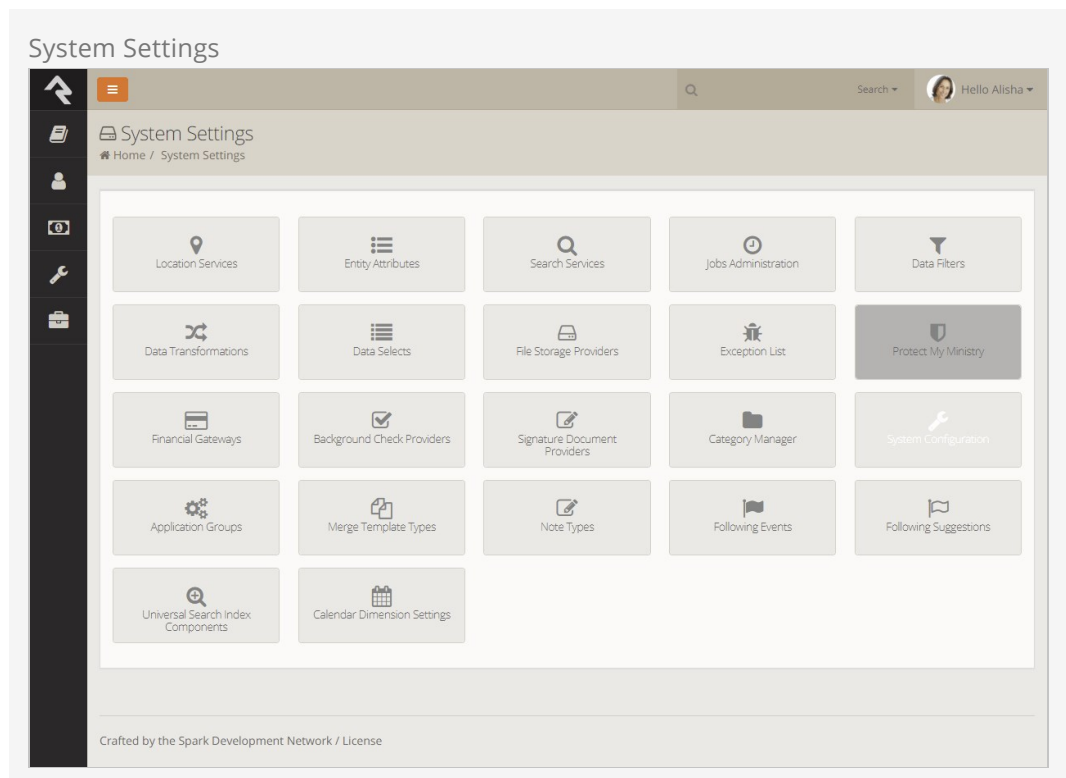 System Settings
Search
Hello Alisha
System Settings
Home / System Settings
Location Services
Entity Attributes
Search Services
Jobs Administration
Data Filters
Data Transformations
Data Selects
File Storage Providers
Exception List
Protect My Ministry
Financial Gateways
Background Check Providers
Signature Document
Providers
Category Manager
System Configuration
Application Groups
Merge Template Types
Note Types
Following Events
Following Suggestions
Universal Search Index
Components
Calendar Dimension Settings
Crafted by the Spark Development Network / License